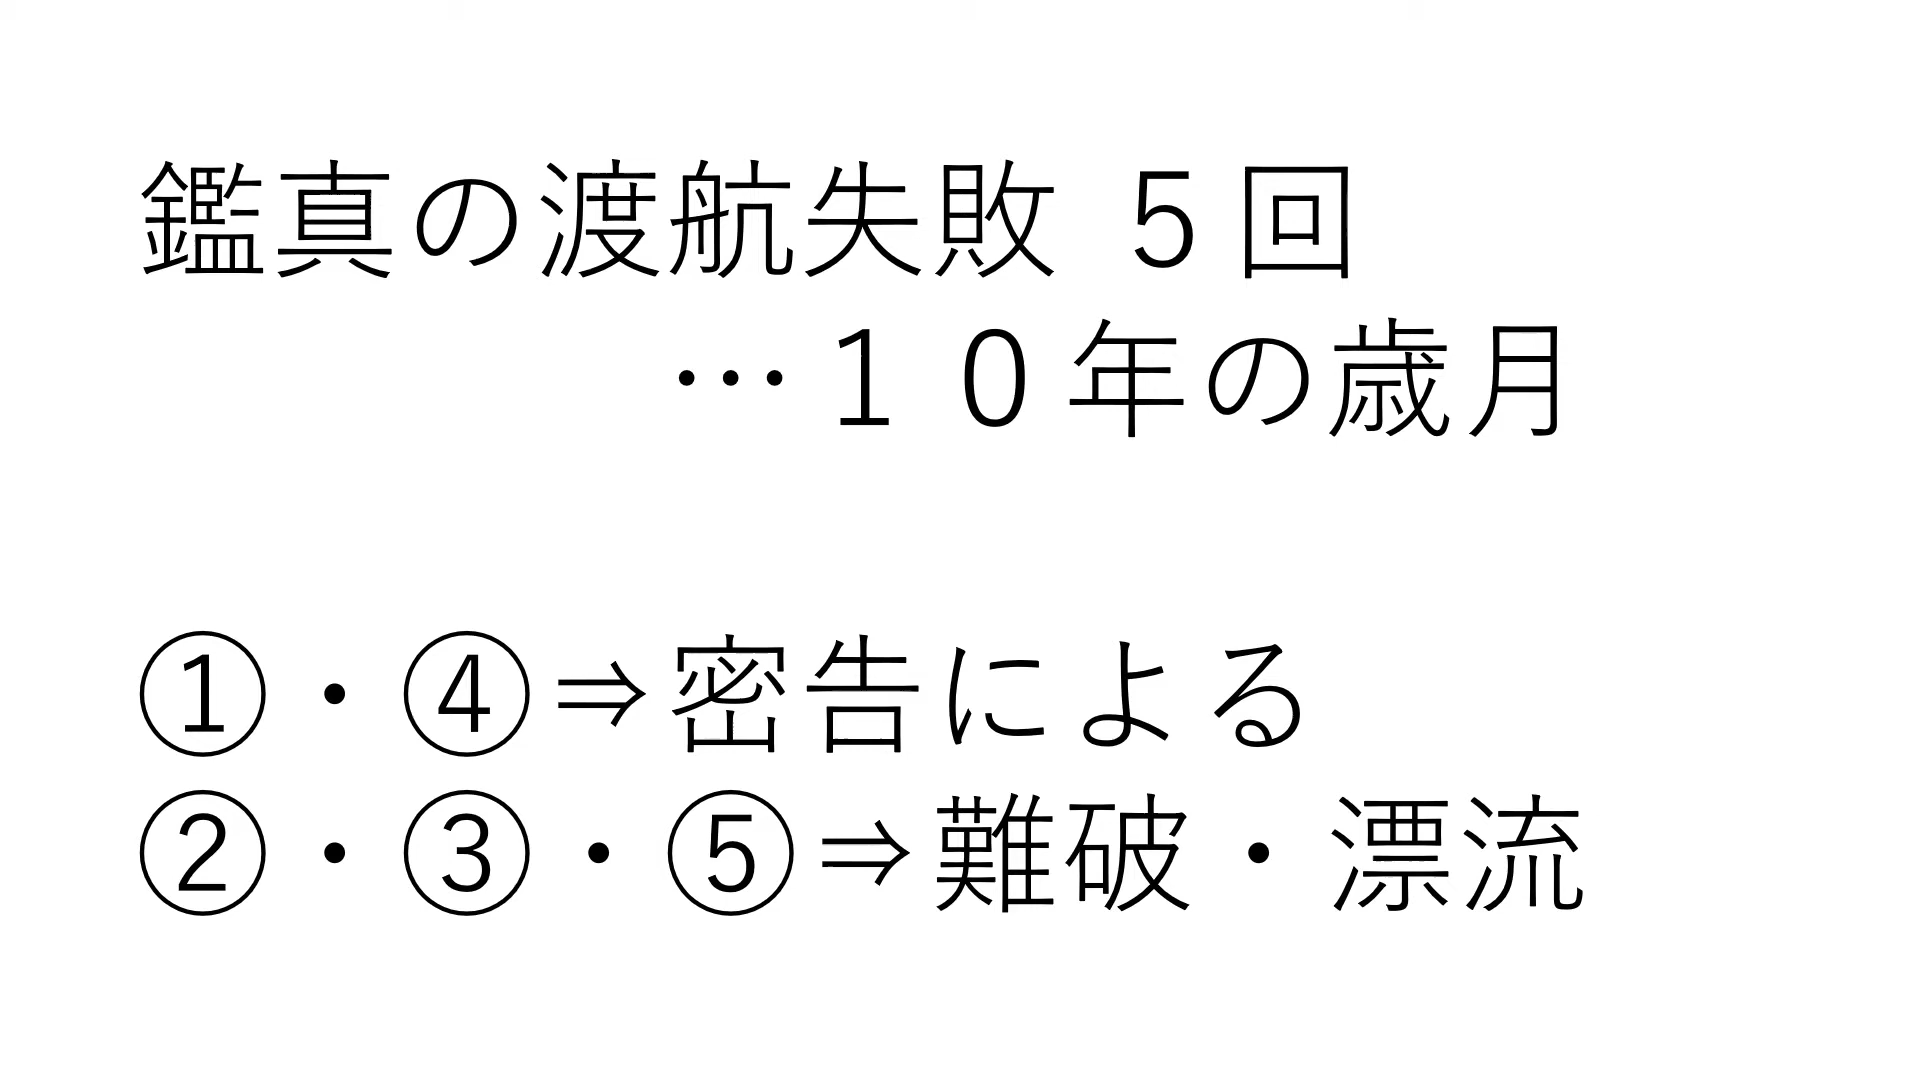 鑑真の渡航失敗 ５回
…１０年の歳月
①・④⇒密告による
②・③・⑤⇒難破・漂流